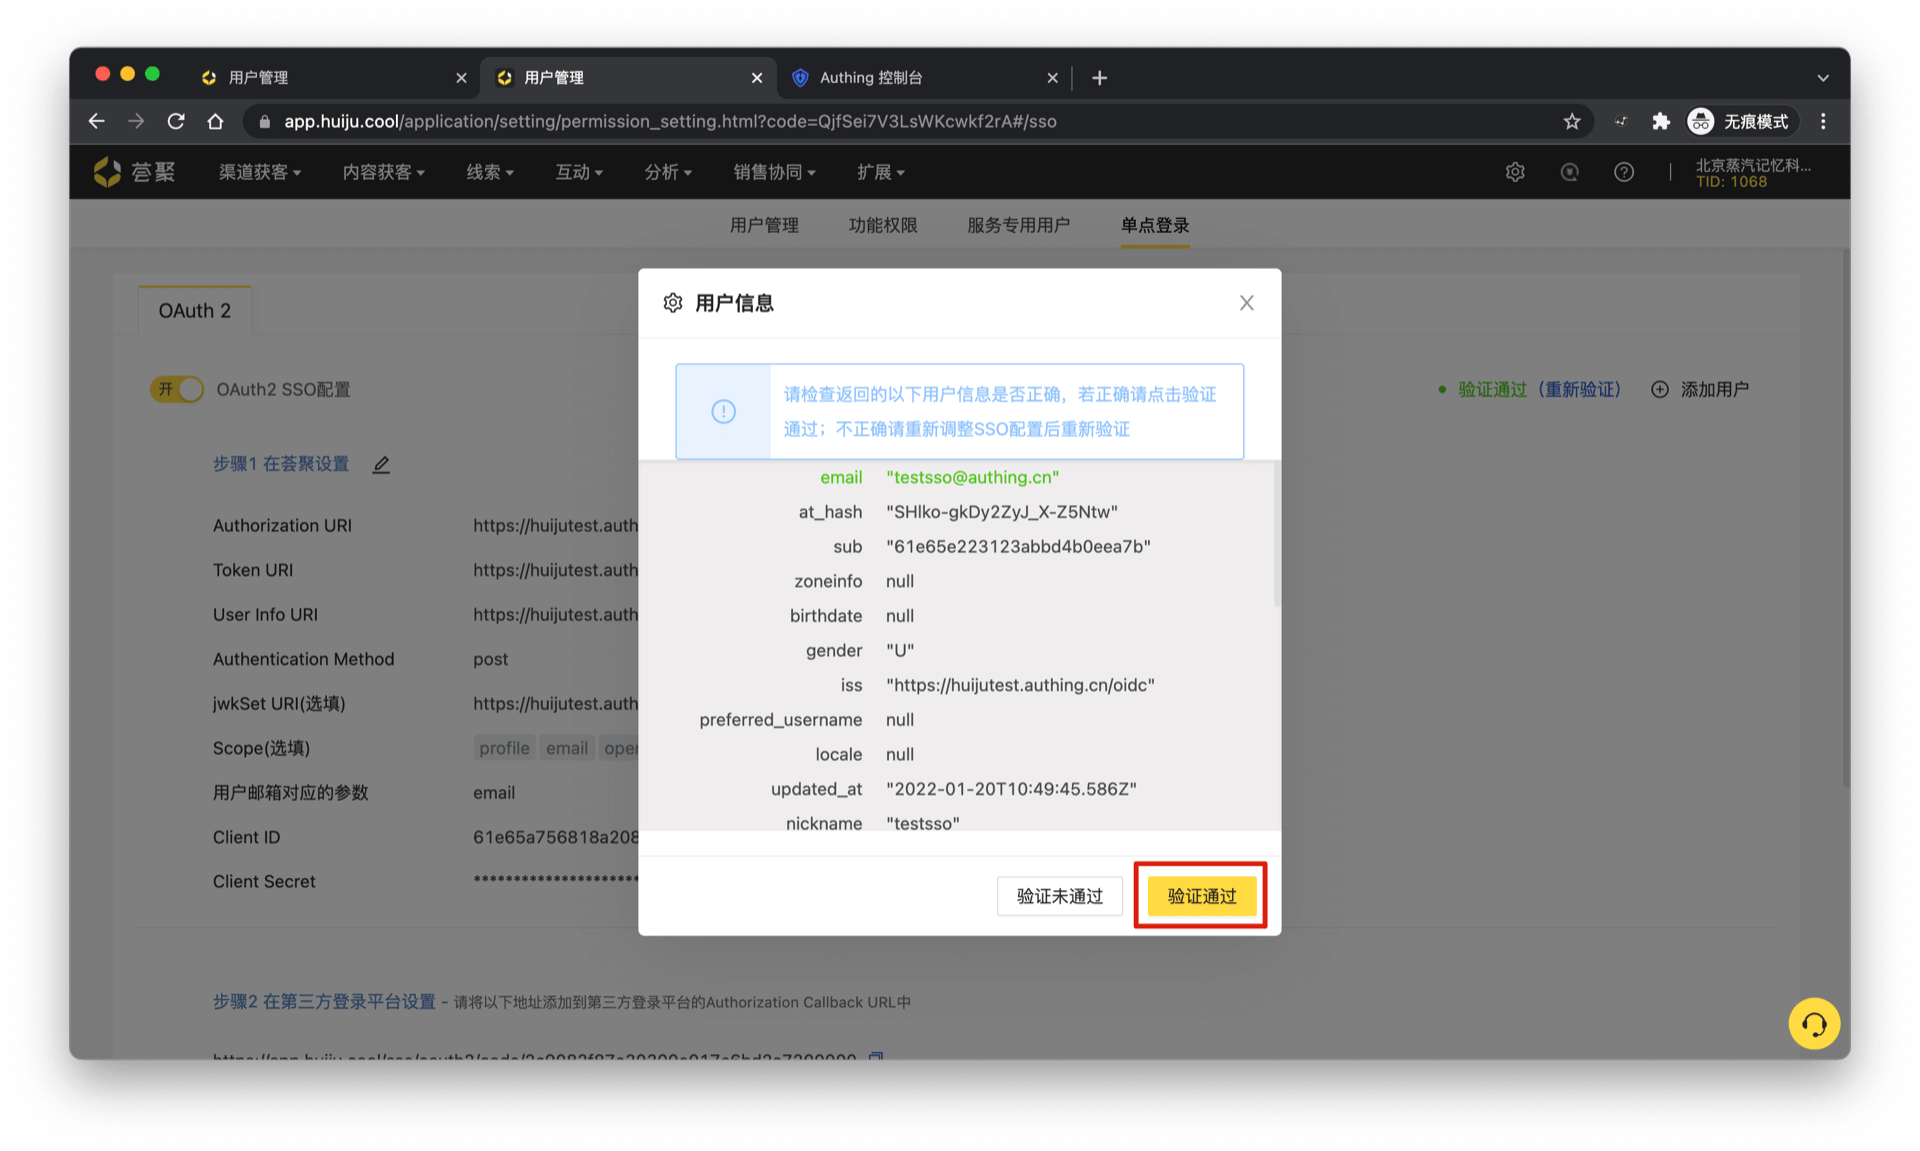 用户管理
用户管理
Authing 控制台
app.huiju.cool/application/setting/permission_setting.html?code=QjfSei7V3LsWKcwkf2rA#/sso
无痕模式
荟聚
渠道获客
内容获客
线索
互动
分析
销售协同
扩展
北京蒸汽记忆科...
TID: 1068
用户管理
功能权限
服务专用用户
单点登录
OAuth 2
开
OAuth2 SSO配置
验证通过
(重新验证)
添加用户
步骤1 在荟聚设置
Authorization URI https://huijutest.auth
Token URI https://huijutest.auth
User Info URI https://huijutest.auth
Authentication Method post
jwkSet URI(选填) https://huijutest.auth
Scope(选填) profile email oper
用户邮箱对应的参数 email
Client ID 61e65a756818a208
Client Secret *********************
步骤2 在第三方登录平台设置 - 请将以下地址添加到第三方登录平台的Authorization Callback URL中
用户信息
请检查返回的以下用户信息是否正确，若正确请点击验证
通过；不正确请重新调整SSO配置后重新验证
email "testsso@authing.cn"
at_hash "SHlko-gkDy2ZyJ_X-Z5Ntw"
sub "61e65e223123abbd4b0eea7b"
zoneinfo null
birthdate null
gender "U"
iss "https://huijutest.authing.cn/oidc"
preferred_username null
locale null
updated_at "2022-01-20T10:49:45.586Z"
nickname "testsso"
验证未通过
验证通过